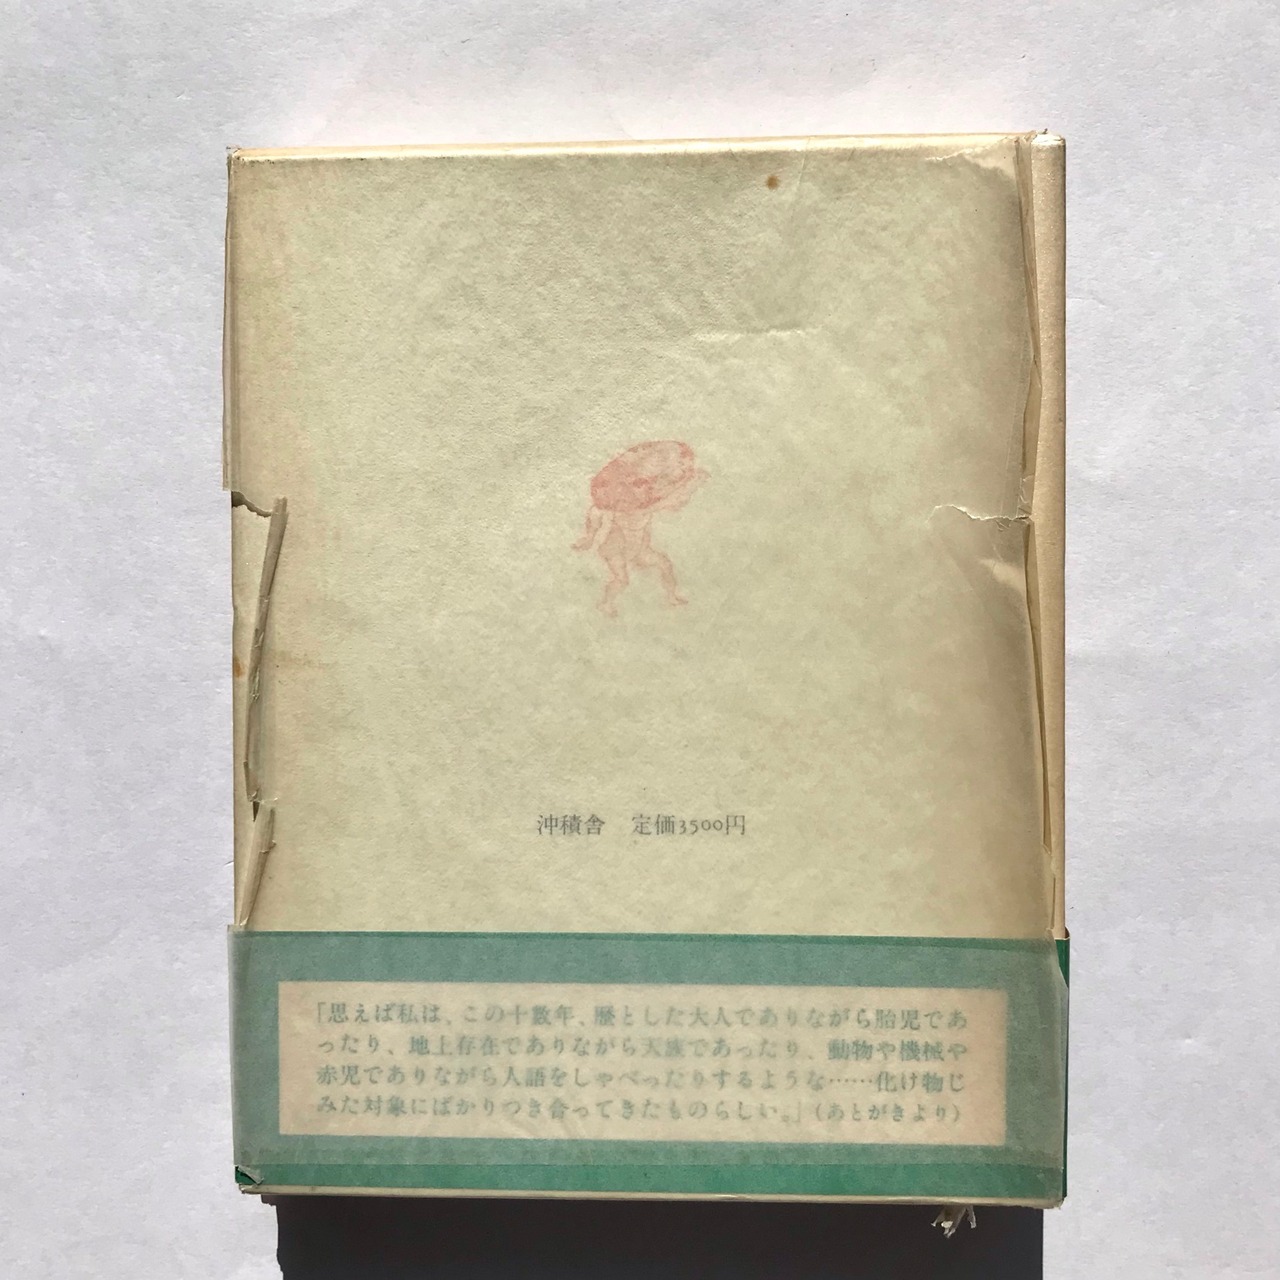 沖積舎　定価3500円
「思えば私は、この十数年、歴とした大人でありながら胎児であ
ったり、地上存在でありながら天族であったり、動物や機械や
赤児でありながら人語をしゃべったりするような……化け物じ
みた対象にばかりつき合ってきたものらしい。」（あとがきより）